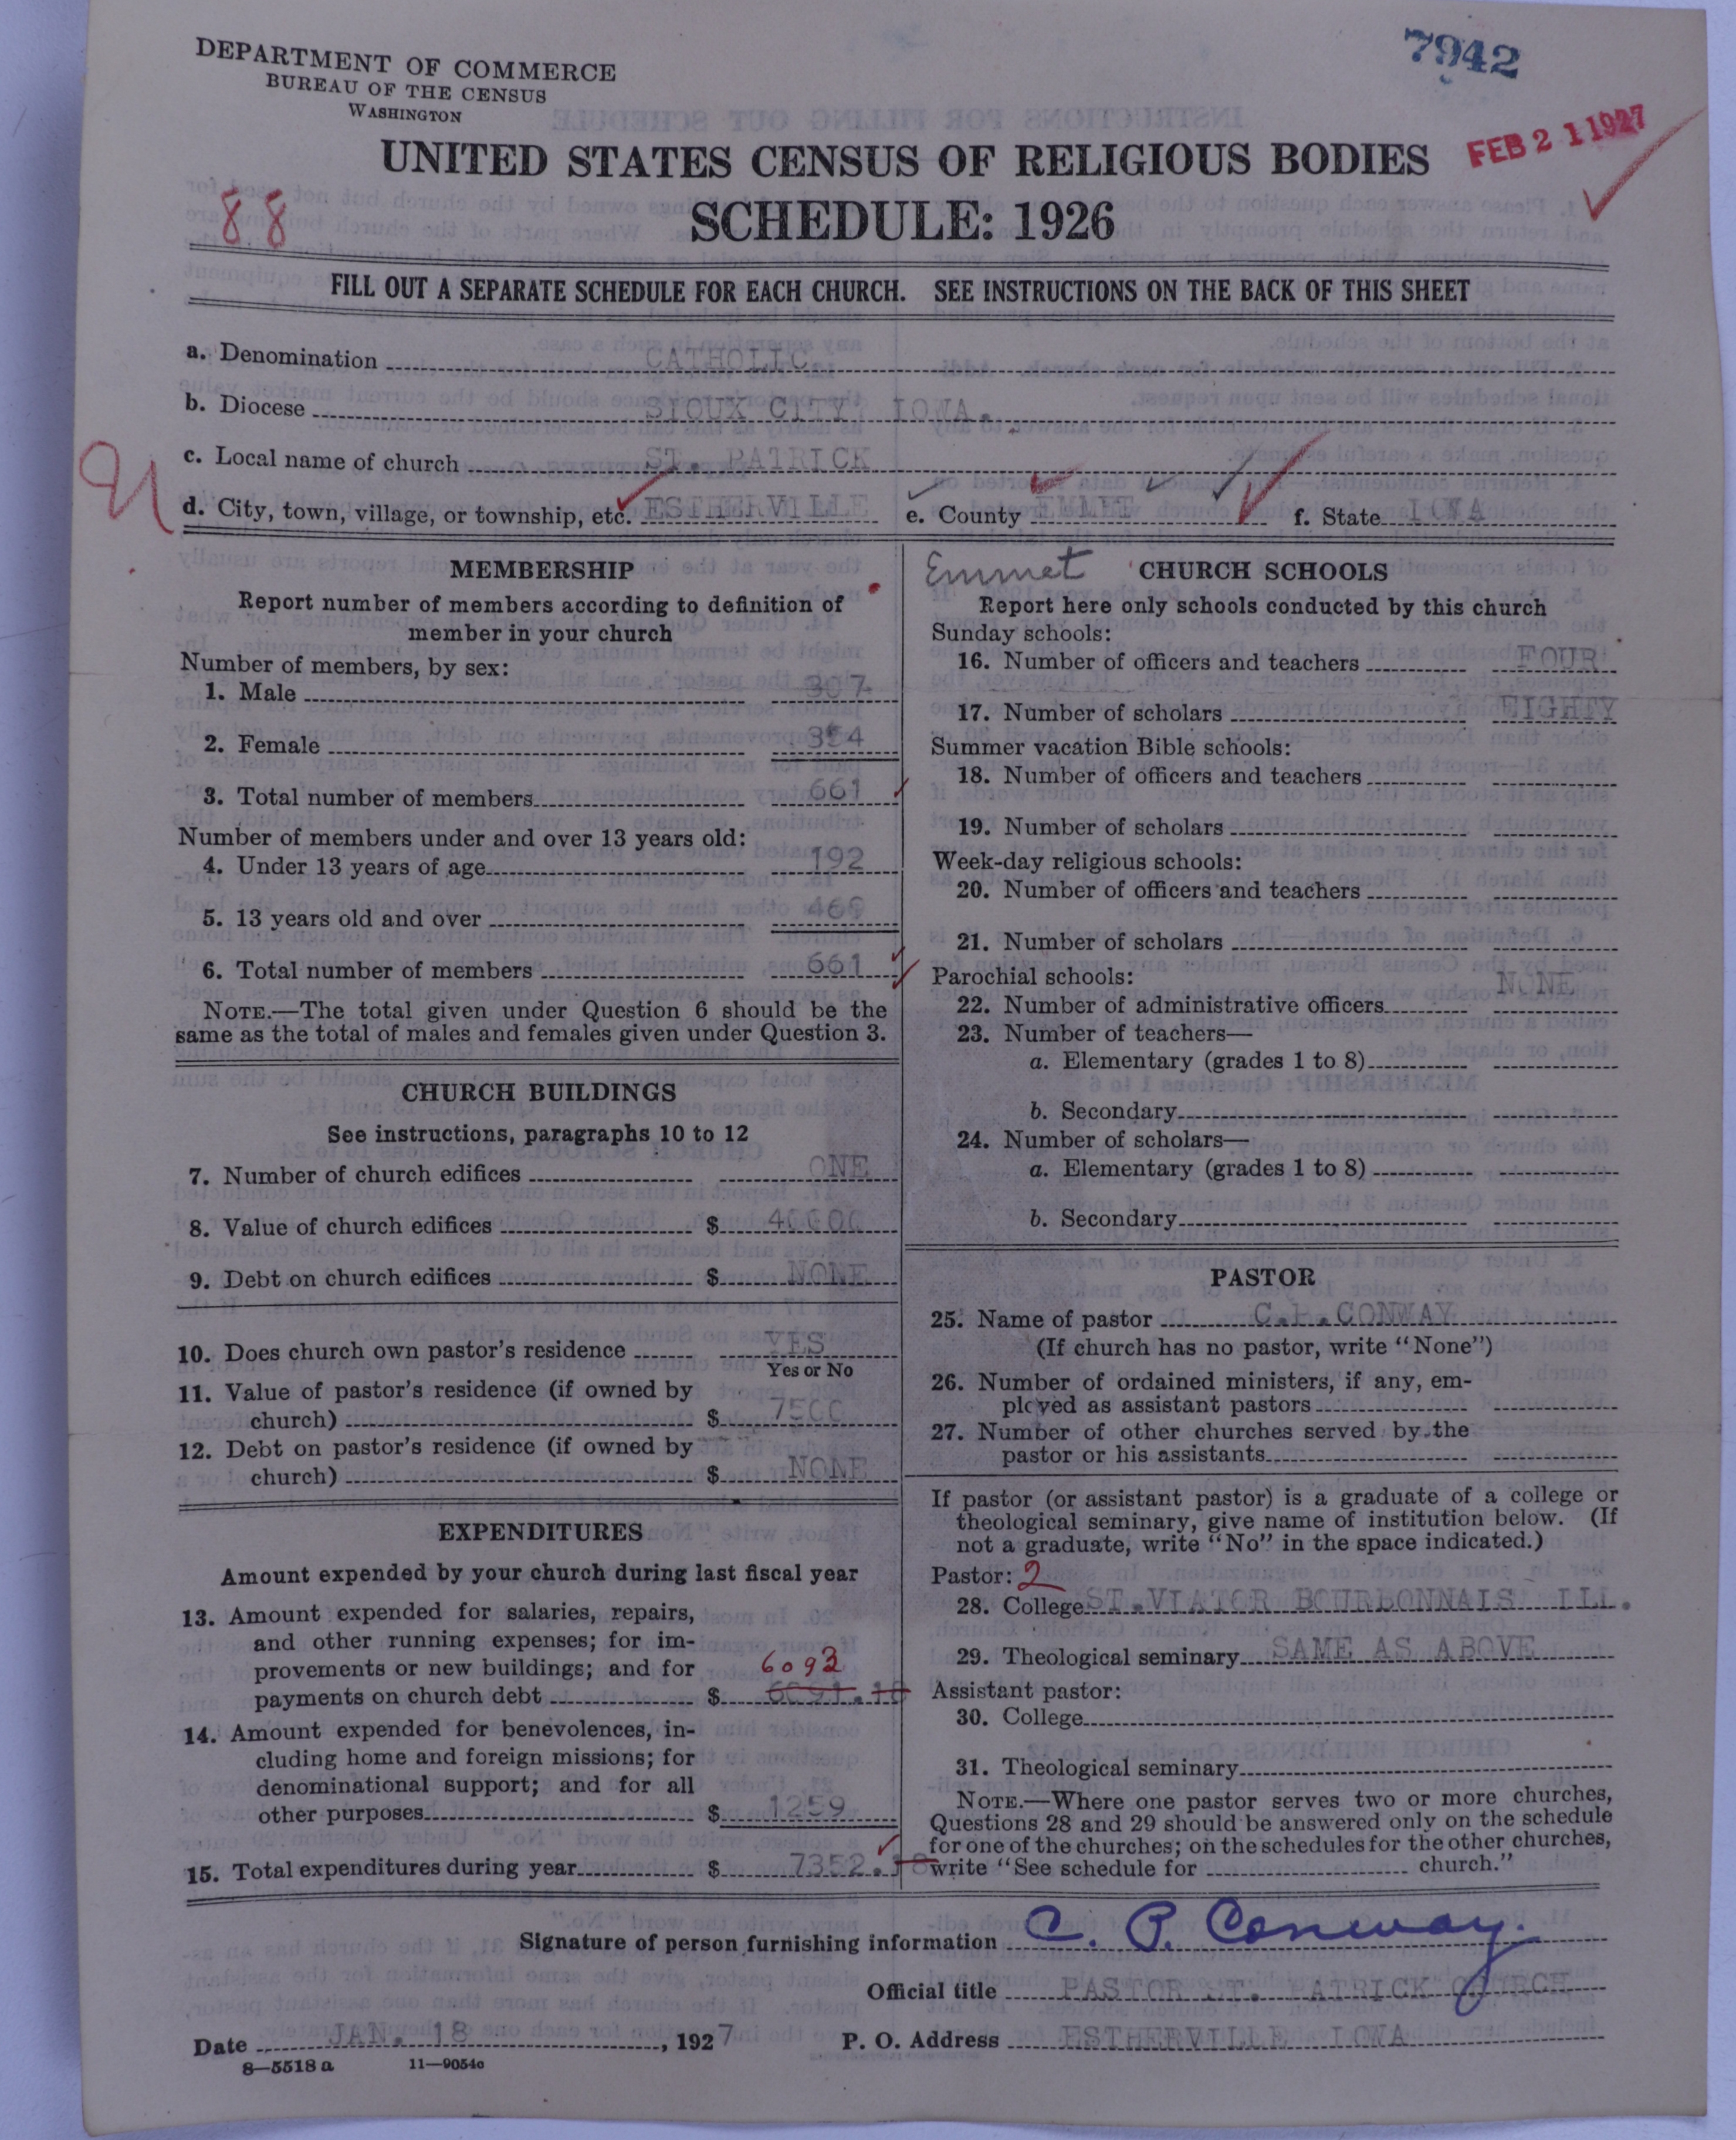 7942
DEPARTMENT OF COMMERCE
BUREAU OF THE CENSUS
WASHINGTON
FEB 21 1927
UNITED STATES CENSUS OF RELIGIOUS BODIES
88
SCHEDULE: 1926
FILL OUT A SEPARATE SCHEDULE FOR EACH CHURCH. SEE INSTRUCTIONS ON THE BACK OF THIS SHEET
a. Denomination CATHOLIC
b. Diocese SIOUX CITY, IOWA.
c. Local name of church ST. PATRICK
d. City, town, village, or township, etc. ESTHERVILLE e. County EMMET f. State IOWA
Emmet
MEMBERSHIP
Report number of members according to definition of
member in your church
Number of members, by sex:
1. Male 307
2. Female 354
3. Total number of members 661
Number of members under and over 13 years old:
4. Under 13 years of age 192
5. 13 years old and over 469
6. Total number of members 661
NOTE.—The total given under Question 6 should be the
same as the total of males and females given under Question 3.
CHURCH BUILDINGS
See instructions, paragraphs 10 to 12
7. Number of church edifices ONE
8. Value of church edifices $ 40000
9. Debt on church edifices $ NONE
10. Does church own pastor's residence YES
Yes or No
11. Value of pastor's residence (if owned by
church) $ 7500
12. Debt on pastor's residence (if owned by
church) $ NONE
EXPENDITURES
Amount expended by your church during last fiscal year
13. Amount expended for salaries, repairs,
and other running expenses; for im-
provements or new buildings; and for 6093
payments on church debt $ 6091.18
14. Amount expended for benevolences, in-
cluding home and foreign missions; for
denominational support; and for all
other purposes $ 1259
15. Total expenditures during year $ 7352.18
CHURCH SCHOOLS
Report here only schools conducted by this church
Sunday schools:
16. Number of officers and teachers FOUR
17. Number of scholars EIGHTY
Summer vacation Bible schools:
18. Number of officers and teachers
19. Number of scholars
Week-day religious schools:
20. Number of officers and teachers
21. Number of scholars
Parochial schools: NONE
22. Number of administrative officers
23. Number of teachers—
a. Elementary (grades 1 to 8)
b. Secondary
24. Number of scholars—
a. Elementary (grades 1 to 8)
b. Secondary
PASTOR
25. Name of pastor CONWAY
(If church has no pastor, write "None")
26. Number of ordained ministers, if any, em-
ployed as assistant pastors
27. Number of other churches served by the
pastor or his assistants
If pastor (or assistant pastor) is a graduate of a college or
theological seminary, give name of institution below. (If
not a graduate, write "No" in the space indicated.)
Pastor: 2
28. College ST.VIATOR BOURBONNAIS ILL.
29. Theological seminary SAME AS ABOVE
Assistant pastor:
30. College
31. Theological seminary
NOTE.—Where one pastor serves two or more churches,
Questions 28 and 29 should be answered only on the schedule
for one of the churches; on the schedules for the other churches,
write "See schedule for church."
Signature of person furnishing information C. P. Conway.
Official title PASTOR ST. PATRICK CHURCH
Date JAN. 18, 1927 P. O. Address ESTHERVILLE IOWA
8—5518 a 11—9054a